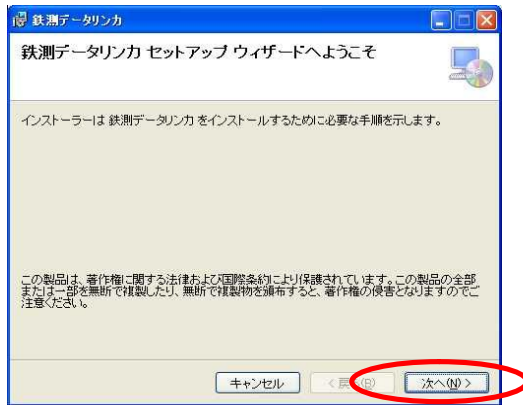 鉄測データリンカ
鉄測データリンカ セットアップ ウィザードへようこそ
インストーラーは 鉄測データリンカ をインストールするために必要な手順を示します。
この製品は、著作権に関する法律および国際条約により保護されています。この製品の全部
または一部を無断で複製したり、無断で複製物を頒布すると、著作権の侵害となりますのでご
注意ください。
キャンセル
< 戻る(B)
次へ(N) >